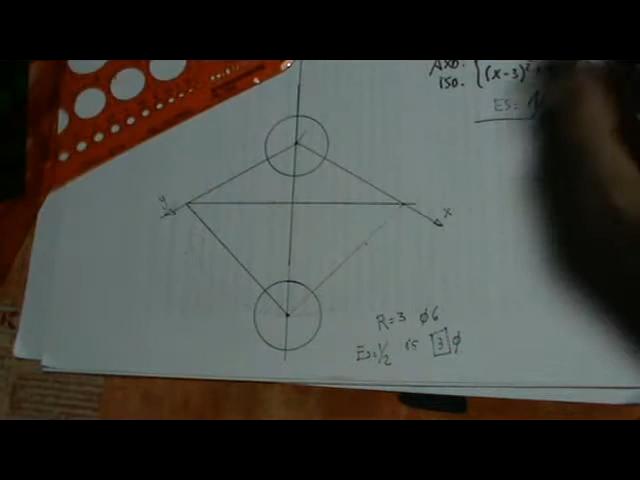 AXO.
ISO.
(x-3)²
ES=
y
x
R=3 φ6
ES=1/2
3 φ